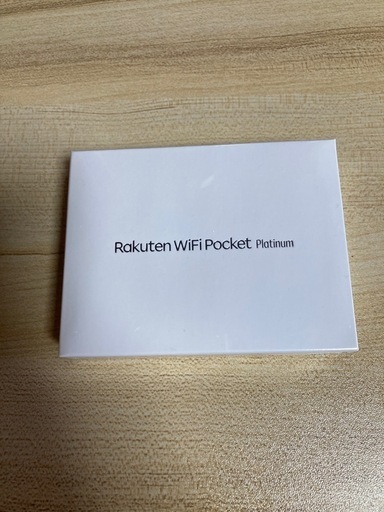 Rakuten WiFi Pocket Platinum